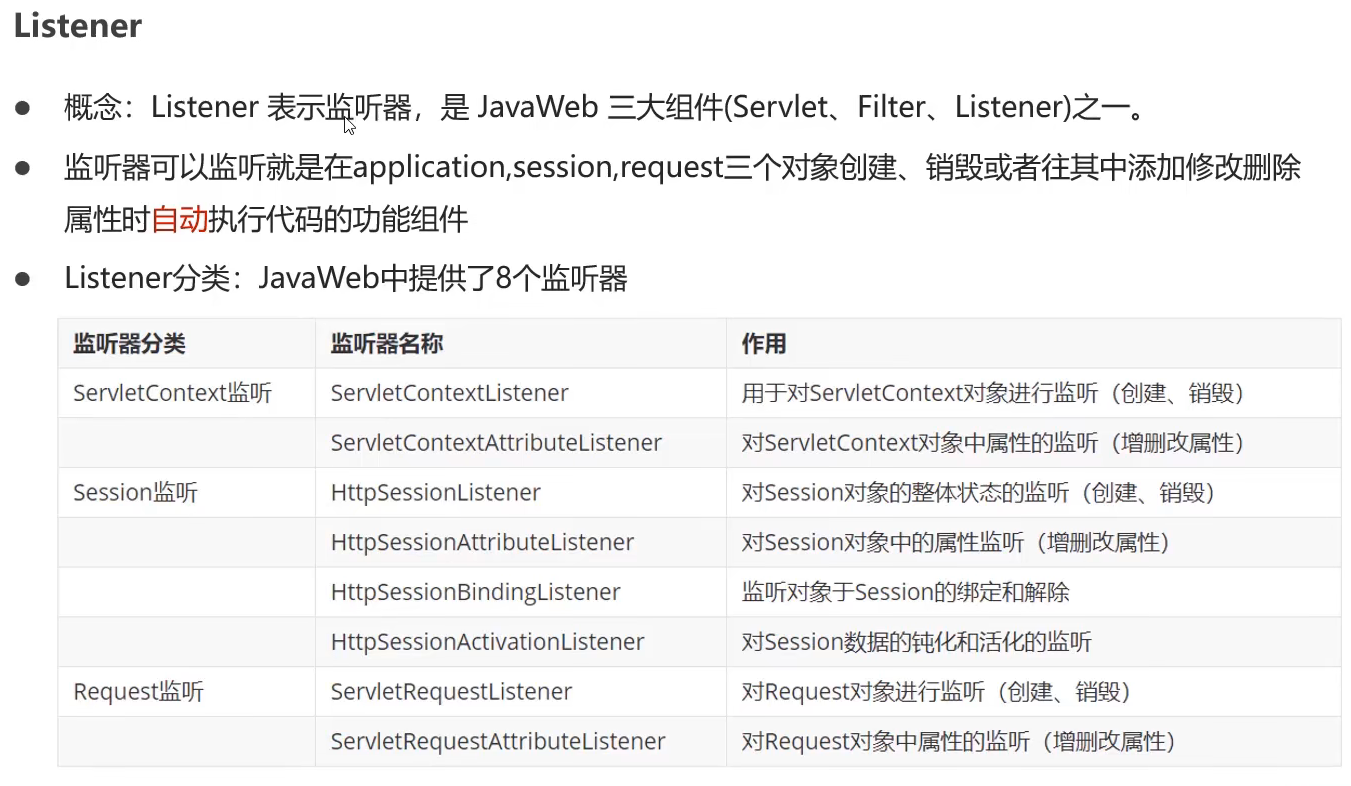 Listener
概念：Listener 表示监听器，是 JavaWeb 三大组件(Servlet、Filter、Listener)之一。
监听器可以监听就是在application,session,request三个对象创建、销毁或者往其中添加修改删除
属性时自动执行代码的功能组件
Listener分类：JavaWeb中提供了8个监听器
监听器分类 监听器名称 作用
ServletContext监听 ServletContextListener 用于对ServletContext对象进行监听（创建、销毁）
ServletContextAttributeListener 对ServletContext对象中属性的监听（增删改属性）
Session监听 HttpSessionListener 对Session对象的整体状态的监听（创建、销毁）
HttpSessionAttributeListener 对Session对象中的属性监听（增删改属性）
HttpSessionBindingListener 监听对象于Session的绑定和解除
HttpSessionActivationListener 对Session数据的钝化和活化的监听
Request监听 ServletRequestListener 对Request对象进行监听（创建、销毁）
ServletRequestAttributeListener 对Request对象中属性的监听（增删改属性）